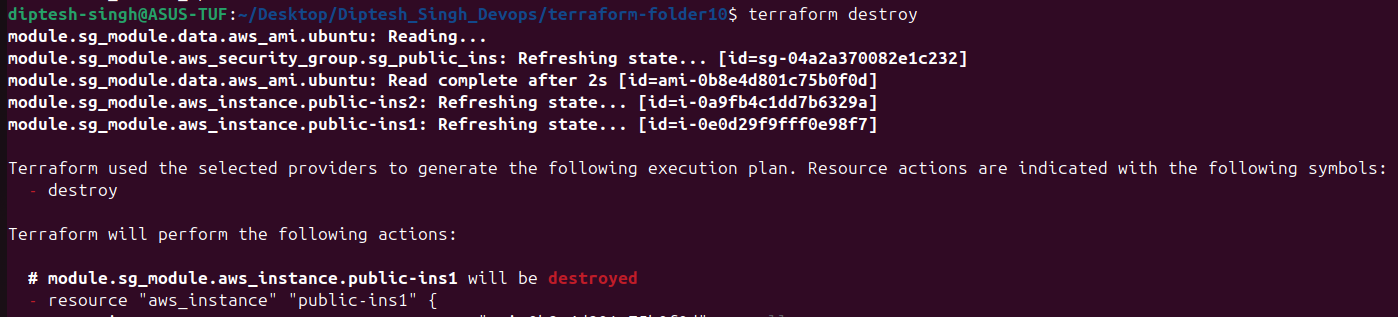 diptesh-singh@ASUS-TUF:~/Desktop/Diptesh_Singh_Devops/terraform-folder10$ terraform destroy
module.sg_module.data.aws_ami.ubuntu: Reading...
module.sg_module.aws_security_group.sg_public_ins: Refreshing state... [id=sg-04a2a370082e1c232]
module.sg_module.data.aws_ami.ubuntu: Read complete after 2s [id=ami-0b8e4d801c75b0f0d]
module.sg_module.aws_instance.public-ins2: Refreshing state... [id=i-0a9fb4c1dd7b6329a]
module.sg_module.aws_instance.public-ins1: Refreshing state... [id=i-0e0d29f9fff0e98f7]
Terraform used the selected providers to generate the following execution plan. Resource actions are indicated with the following symbols:
- destroy
Terraform will perform the following actions:
# module.sg_module.aws_instance.public-ins1 will be destroyed
- resource "aws_instance" "public-ins1" {